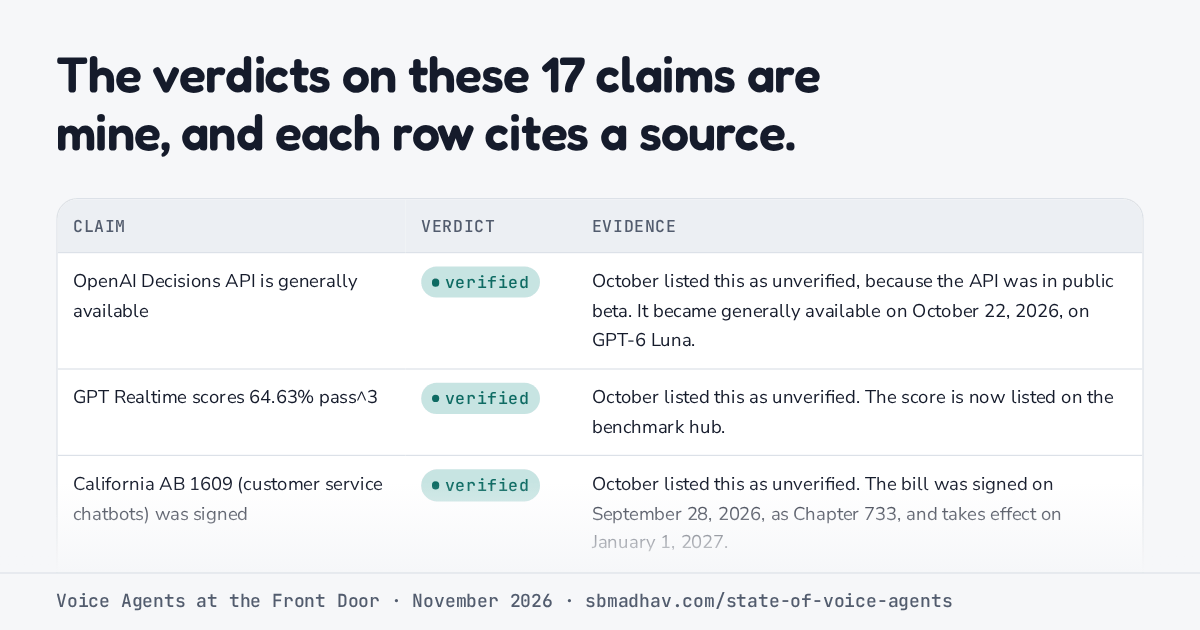 The verdicts on these 17 claims are
mine, and each row cites a source.
CLAIM
VERDICT
EVIDENCE
OpenAI Decisions API is generally
available
verified
October listed this as unverified, because the API was in public
beta. It became generally available on October 22, 2026, on
GPT-6 Luna.
GPT Realtime scores 64.63% pass^3
verified
October listed this as unverified. The score is now listed on the
benchmark hub.
California AB 1609 (customer service
chatbots) was signed
verified
October listed this as unverified. The bill was signed on
September 28, 2026, as Chapter 733, and takes effect on
January 1, 2027.
Voice Agents at the Front Door · November 2026 · sbmadhav.com/state-of-voice-agents